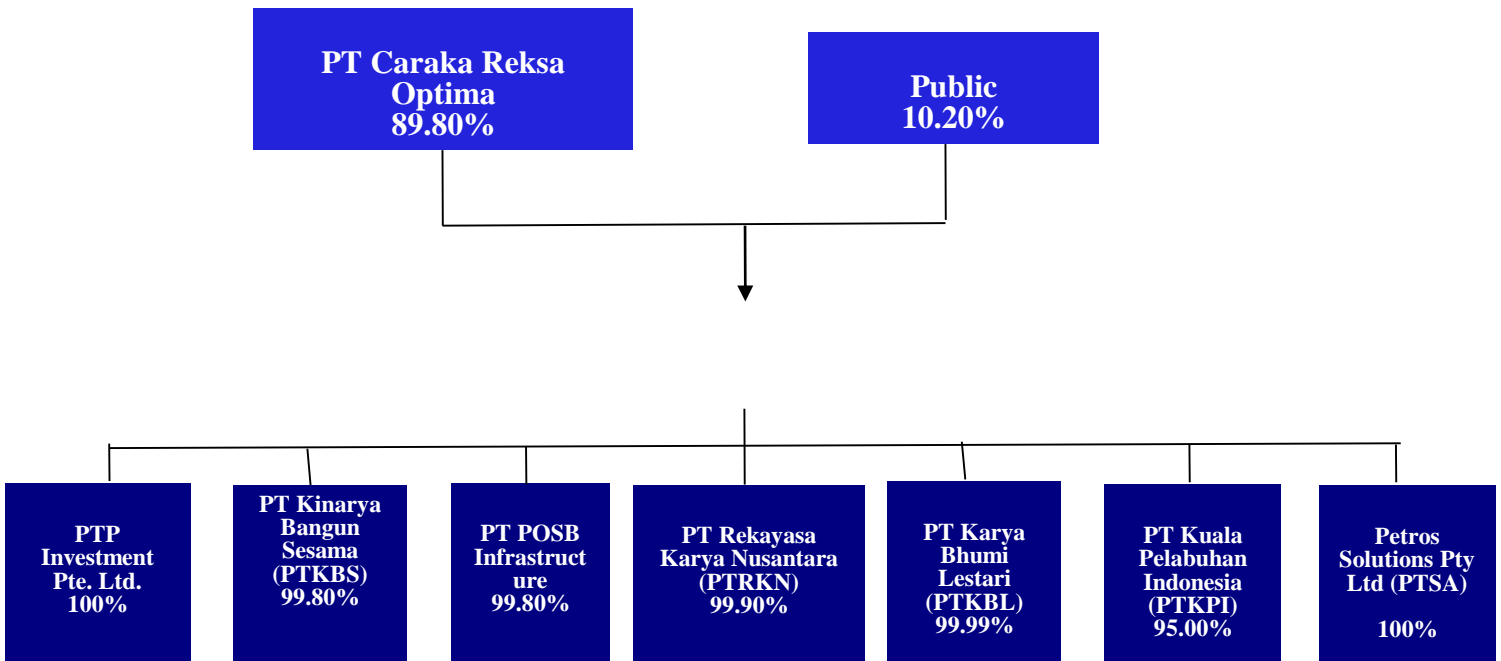 PT Caraka Reksa
Optima
89.80%
Public
10.20%
PTP
Investment
Pte. Ltd.
100%
PT Kinarya
Bangun
Sesama
(PTKBS)
99.80%
PT POSB
Infrastruct
ure
99.80%
PT Rekayasa
Karya Nusantara
(PTRKN)
99.90%
PT Karya
Bhumi
Lestari
(PTKBL)
99.99%
PT Kuala
Pelabuhan
Indonesia
(PTKPI)
95.00%
Petros
Solutions Pty
Ltd (PTSA)
100%